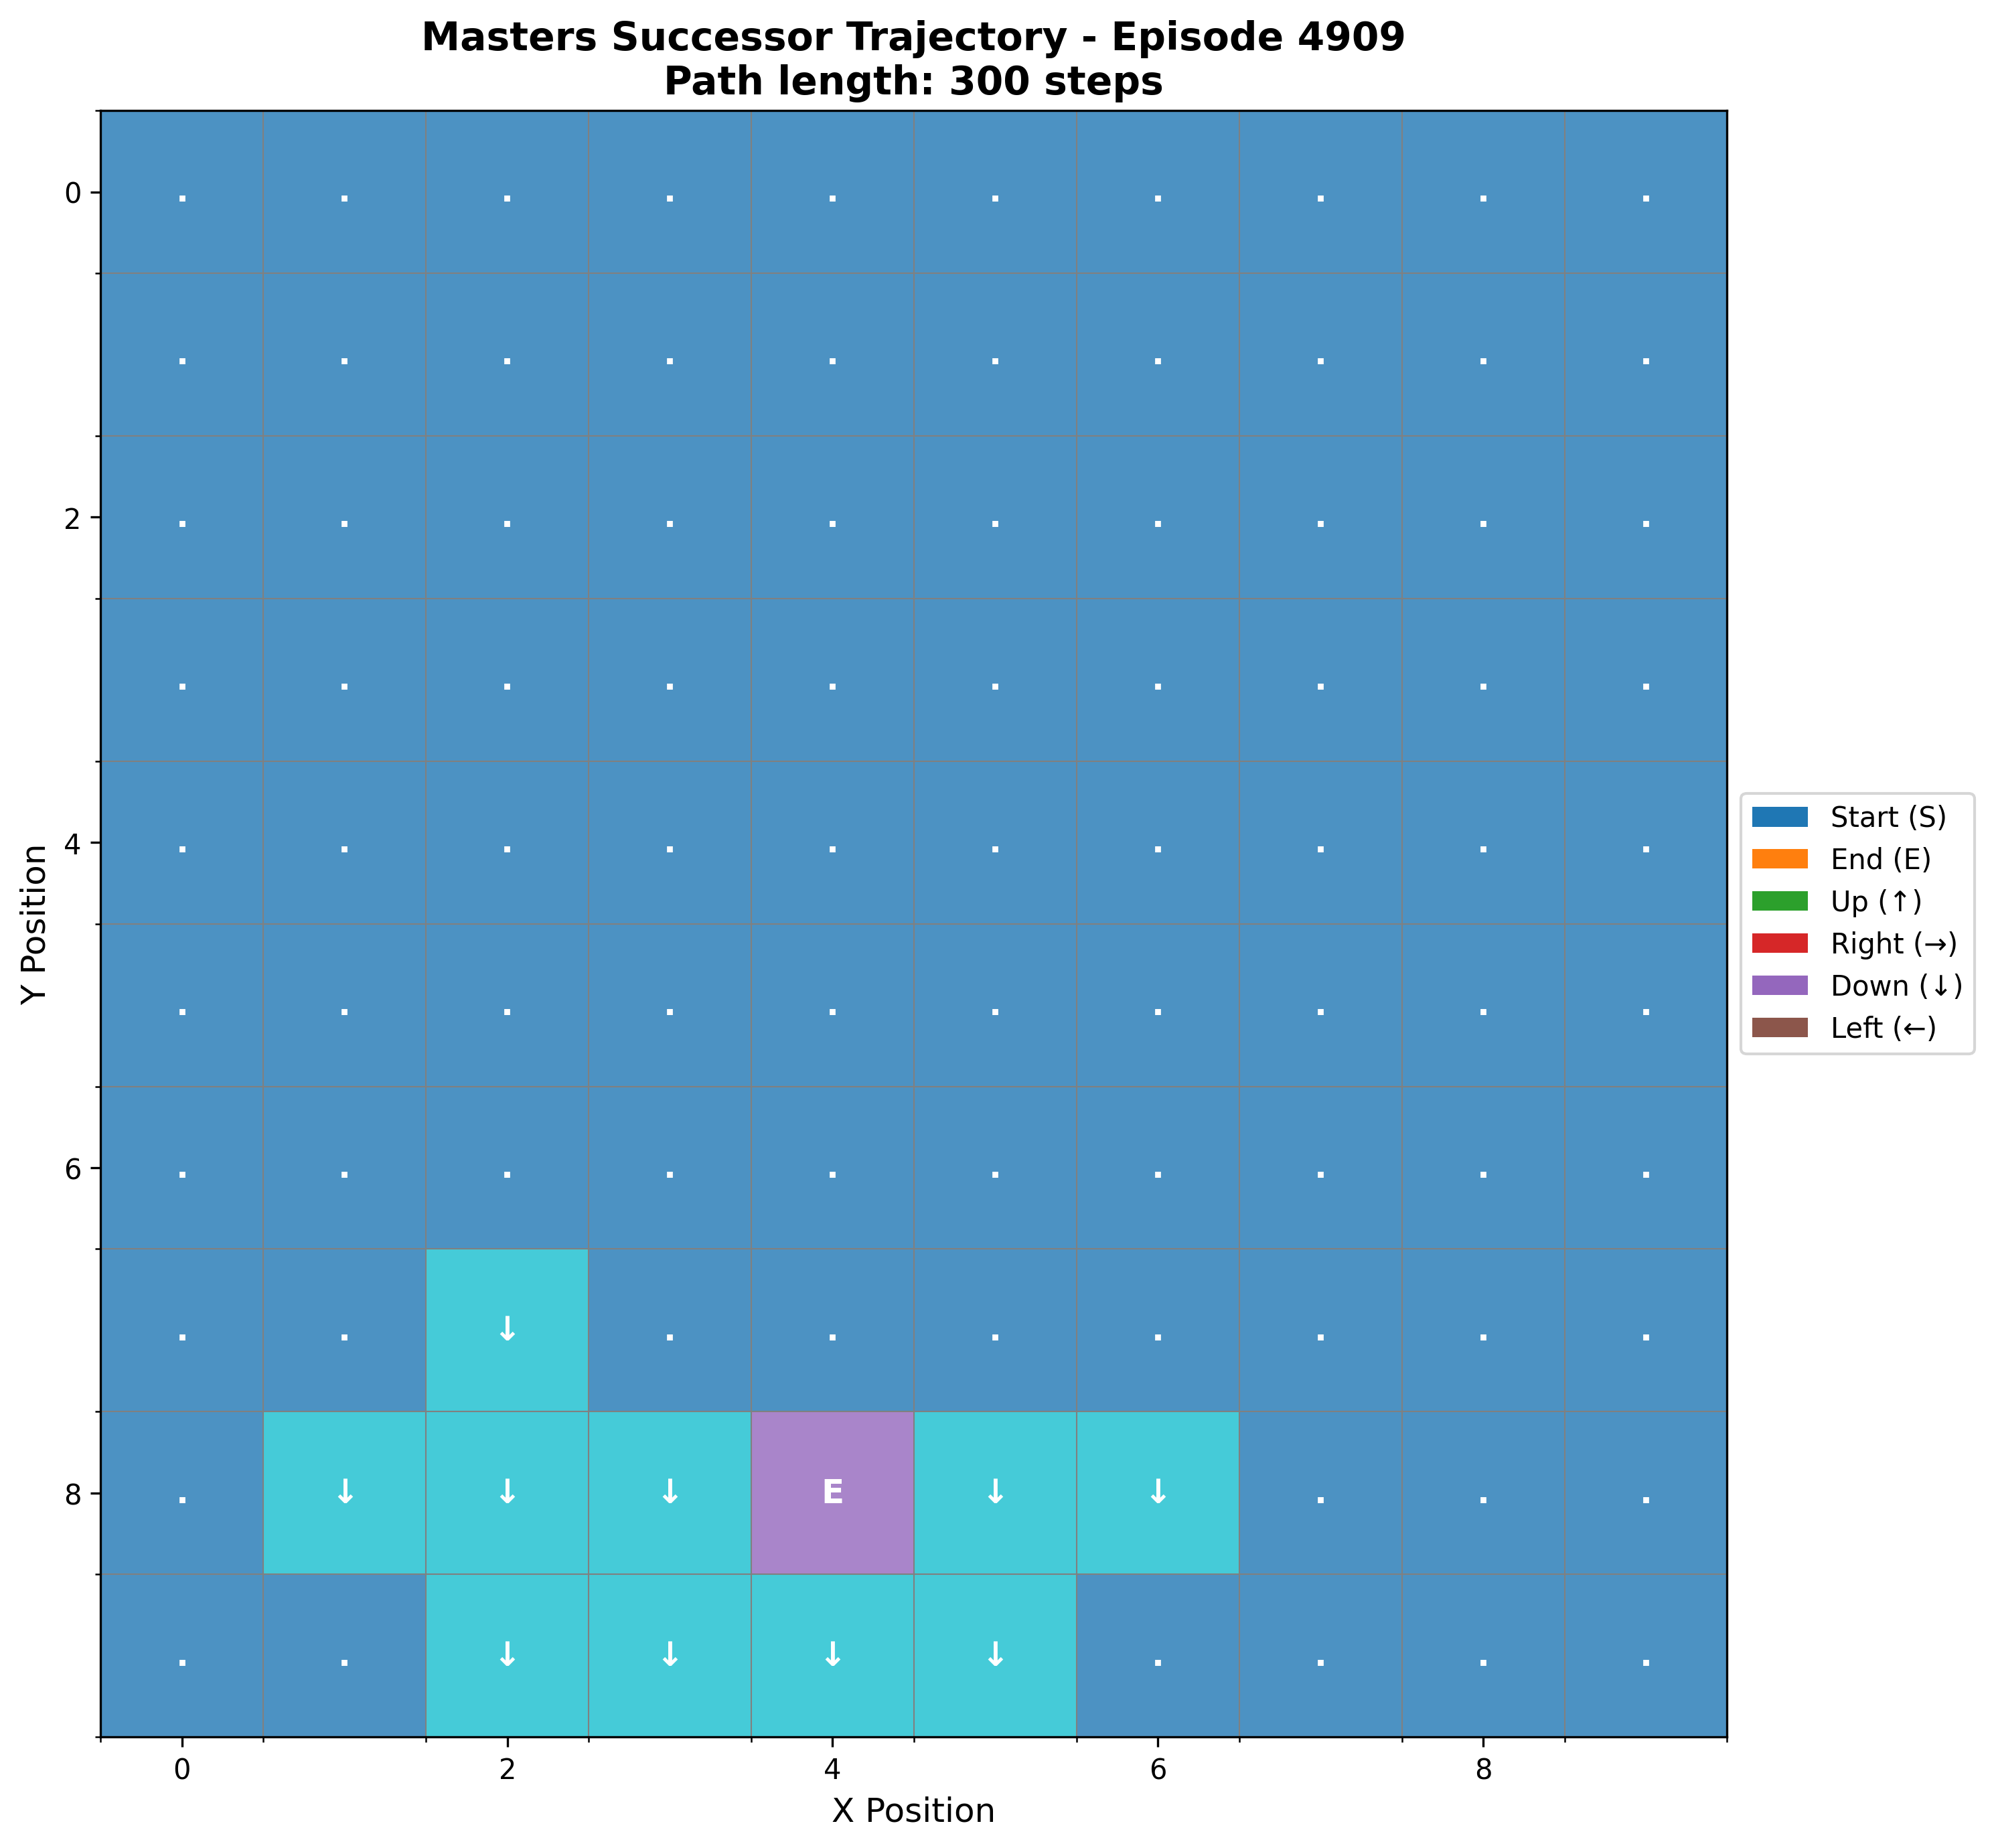 Masters Successor Trajectory - Episode 4909
Path length: 300 steps
0
. . . . . . . . . .
. . . . . . . . . .
2
. . . . . . . . . .
. . . . . . . . . .
4
. . . . . . . . . .
. . . . . . . . . .
6
. . . . . . . . . .
. . ↓ . . . . . . .
8
. ↓ ↓ ↓ E ↓ ↓ . . .
. . ↓ ↓ ↓ ↓ . . . .
0 2 4 6 8
X Position
Y Position
Start (S)
End (E)
Up (↑)
Right (→)
Down (↓)
Left (←)